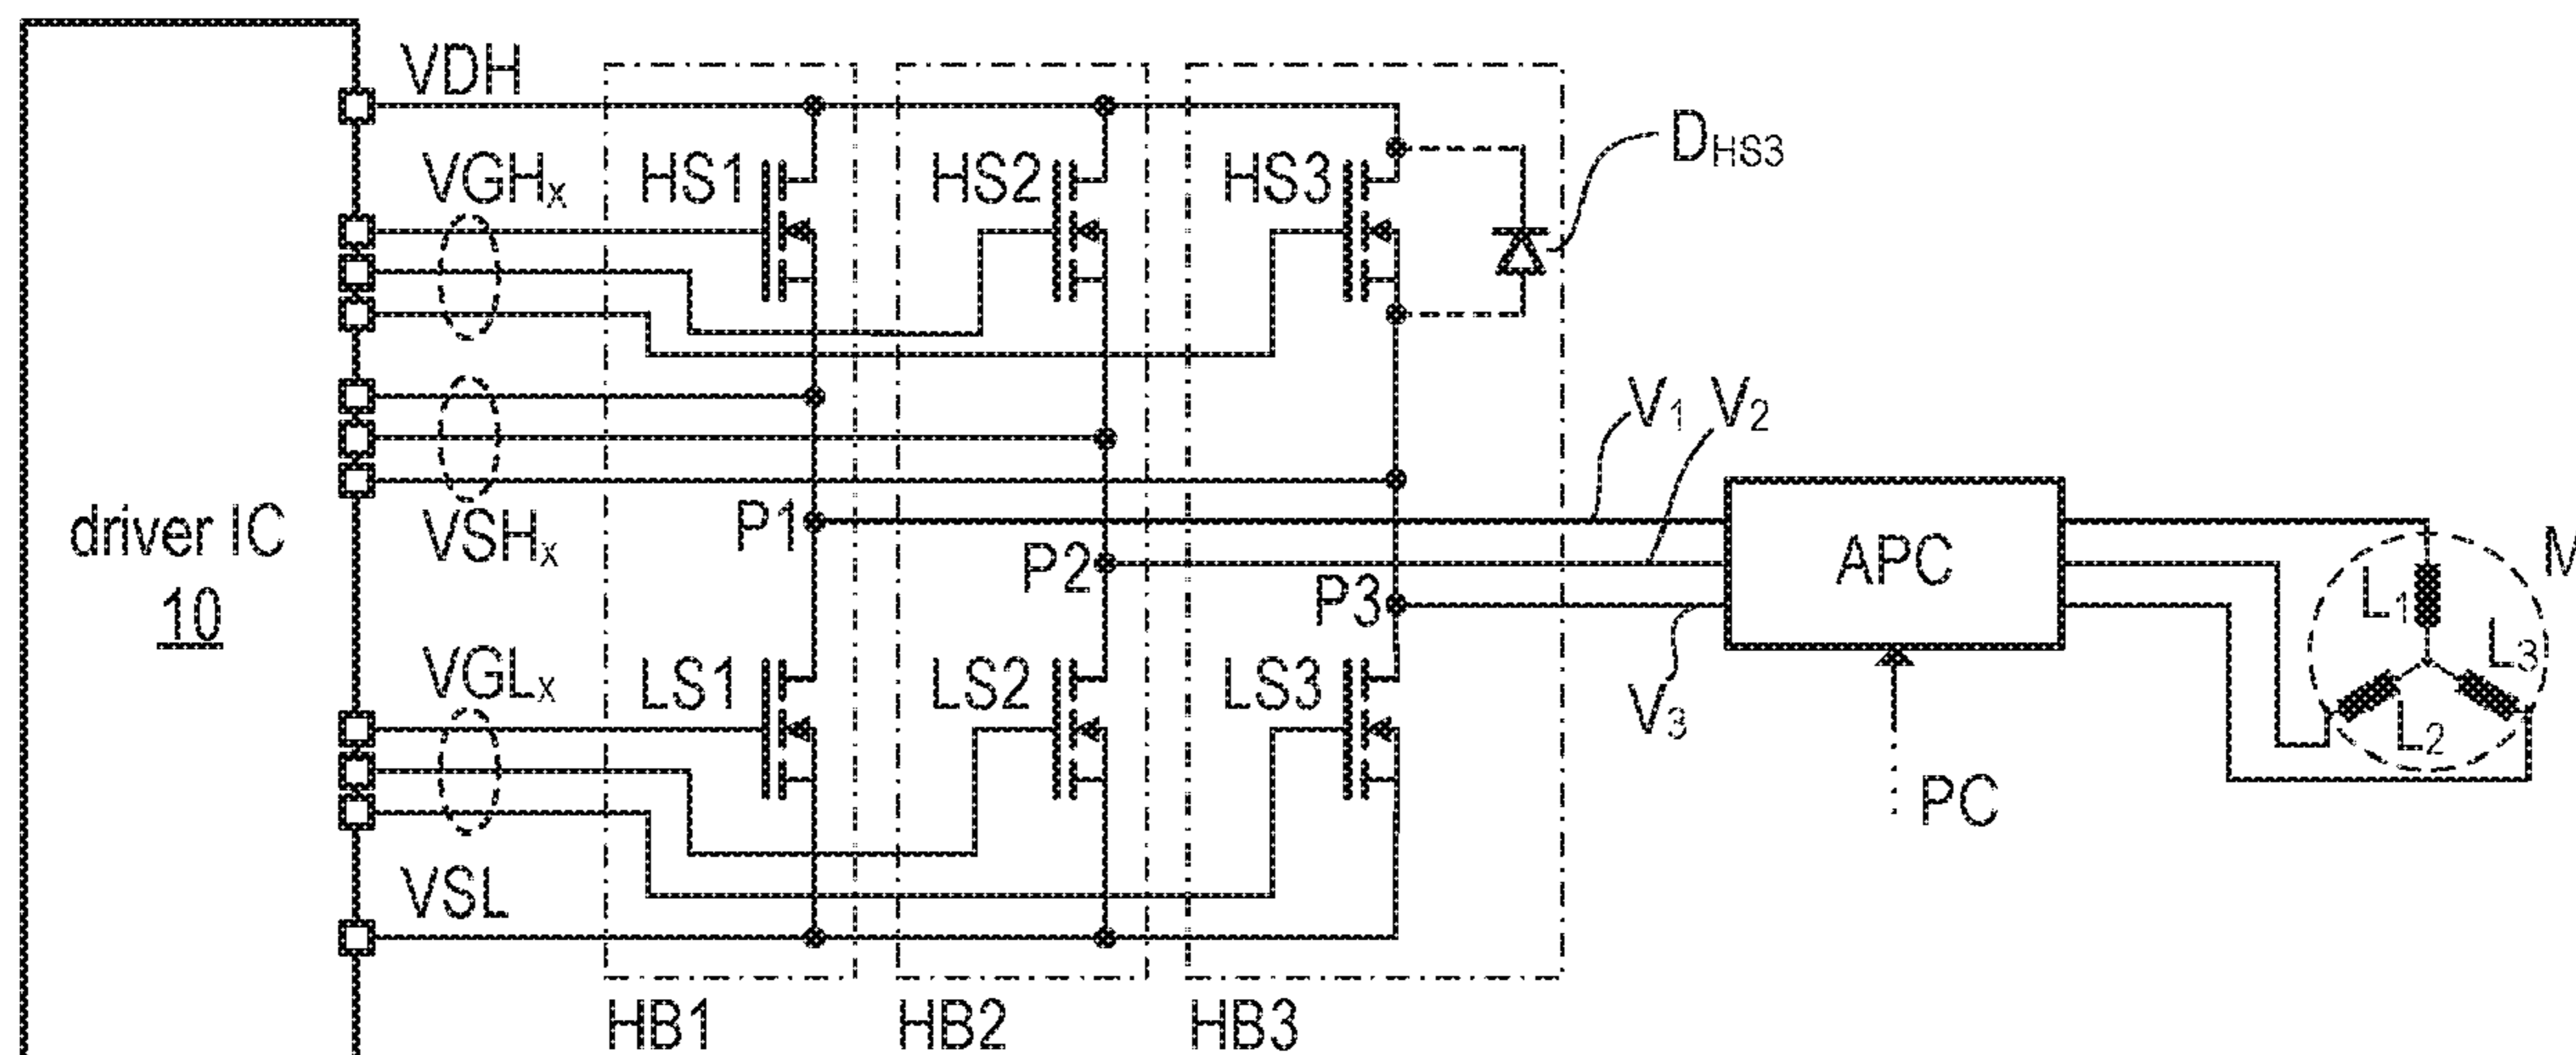 VDH
VGHₓ
HS1
HS2
HS3
D_HS3
V₁
V₂
driver IC
10
VSHₓ
P1
P2
P3
APC
M
L₁
L₂
L₃
VGLₓ
LS1
LS2
LS3
V₃
PC
VSL
HB1
HB2
HB3